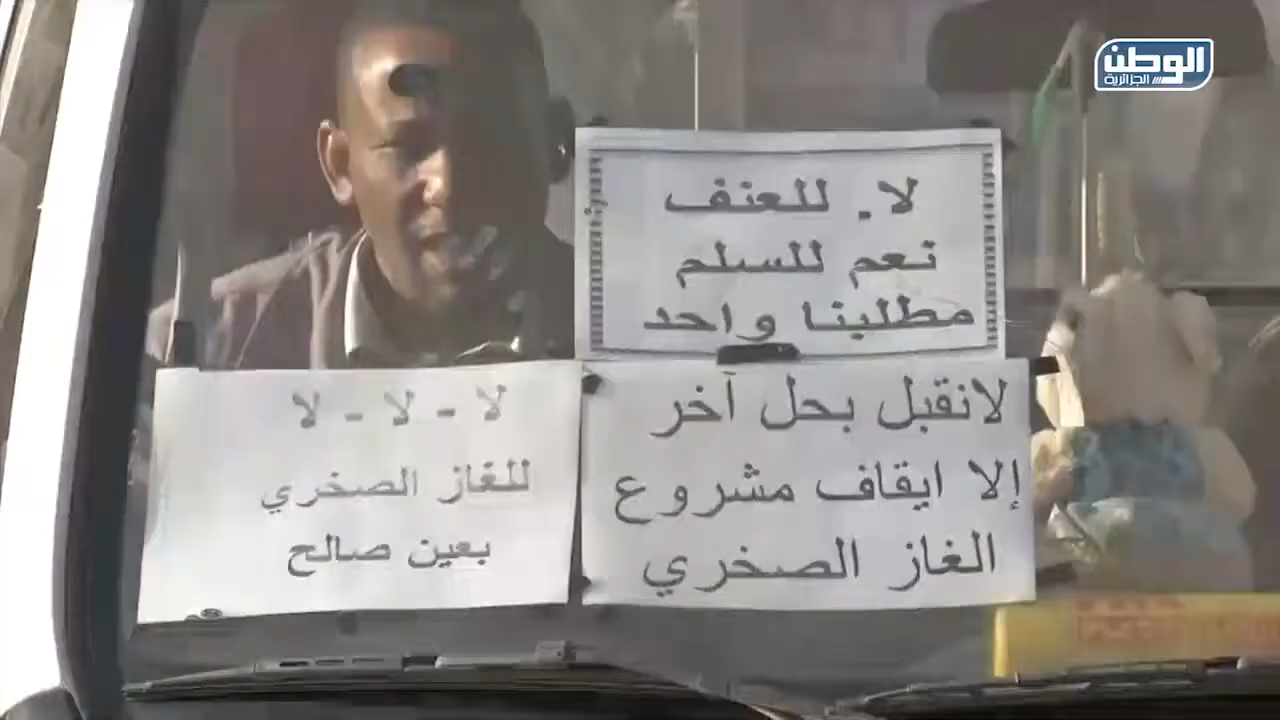 الوطن
الجزائرية
لا. للعنف
نعم للسلم
مطلبنا واحد
لا - لا - لا
للغاز الصخري
بعين صالح
لانقبل بحل آخر
إلا ايقاف مشروع
الغاز الصخري